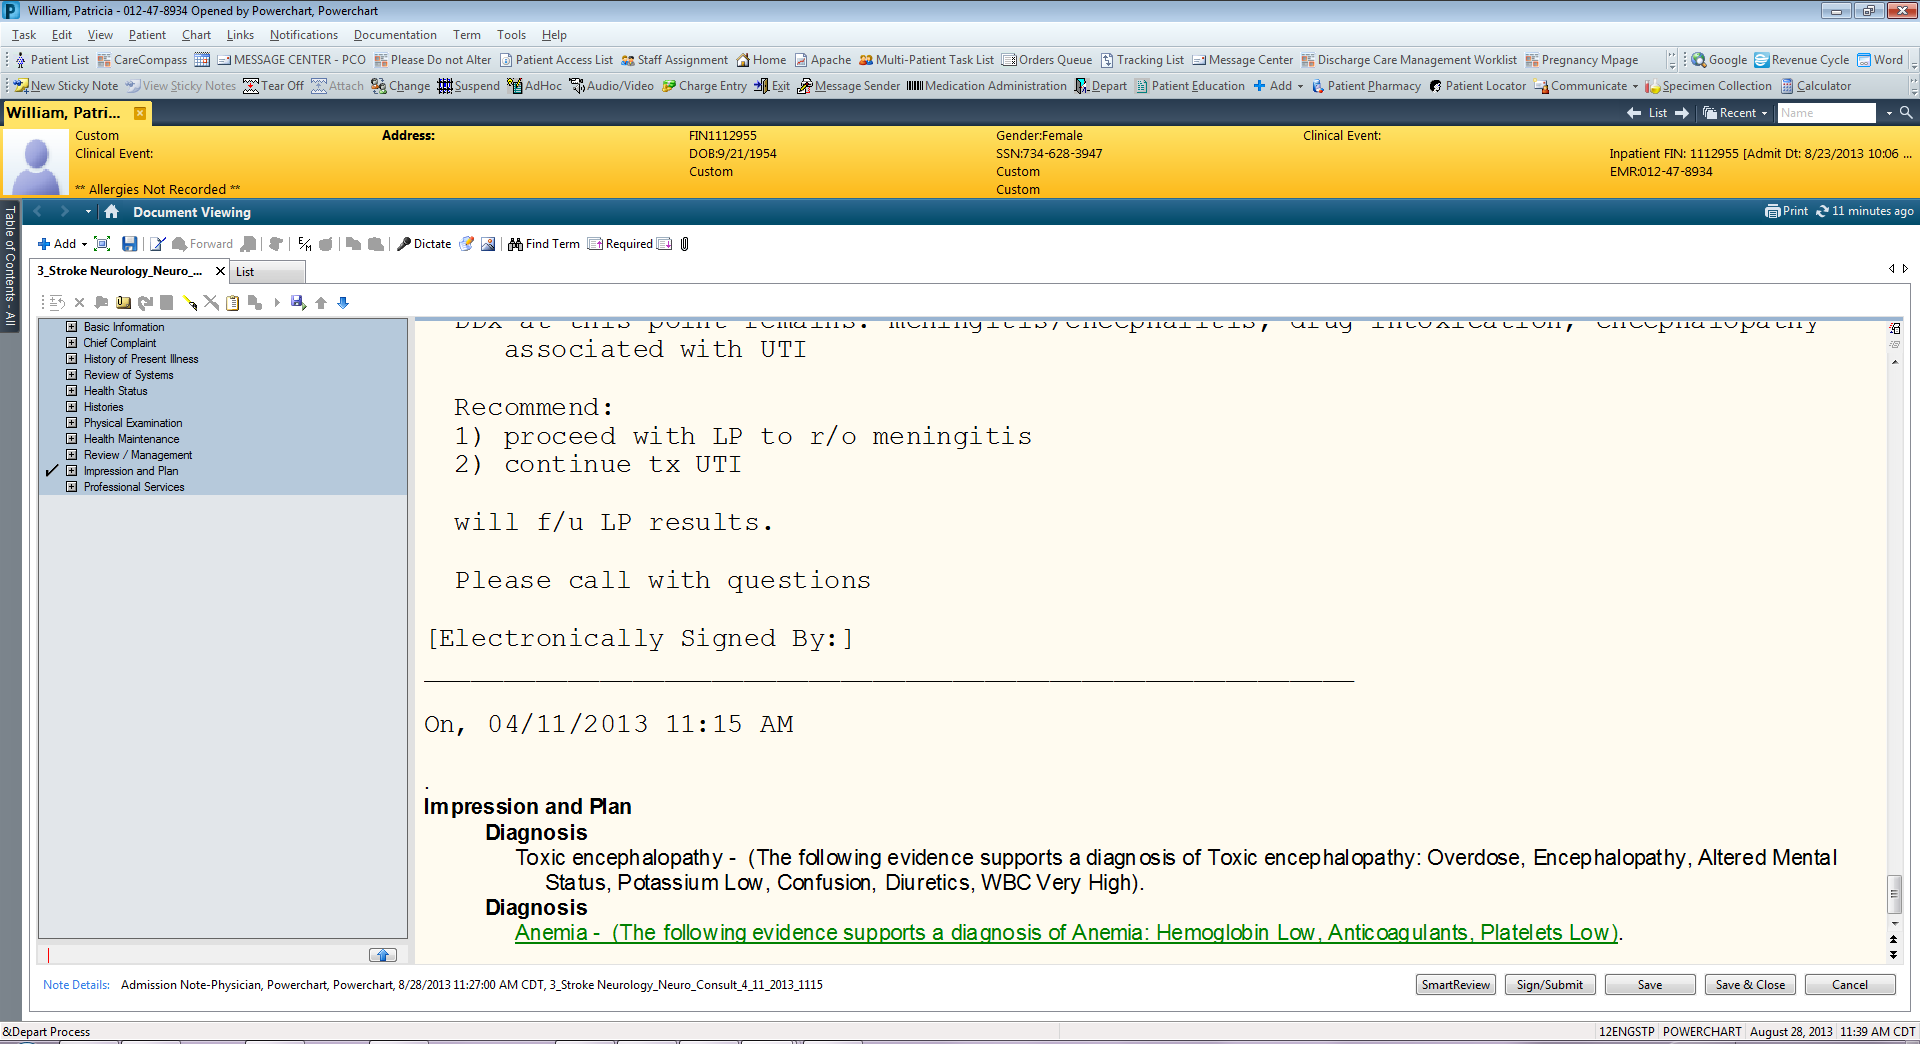 William, Patricia - 012-47-8934 Opened by Powerchart, Powerchart
Task Edit View Patient Chart Links Notifications Documentation Term Tools Help
Patient List CareCompass MESSAGE CENTER - PCO Please Do not Alter Patient Access List Staff Assignment Home Apache Multi-Patient Task List Orders Queue Tracking List Message Center Discharge Care Management Worklist Pregnancy Mpage Google Revenue Cycle Word
New Sticky Note View Sticky Notes Tear Off Attach Change Suspend AdHoc Audio/Video Charge Entry Exit Message Sender Medication Administration Depart Patient Education Add Patient Pharmacy Patient Locator Communicate Specimen Collection Calculator
William, Patri... List Recent Name
Custom Address: FIN1112955 Gender:Female Clinical Event:
Clinical Event: DOB:9/21/1954 SSN:734-628-3947 Inpatient FIN: 1112955 [Admit Dt: 8/23/2013 10:06 ...
Custom Custom EMR:012-47-8934
** Allergies Not Recorded ** Custom
Table of Contents - All
Document Viewing Print 11 minutes ago
Add Forward E/M Dictate Find Term Required
3_Stroke Neurology_Neuro_... List
Basic Information
Chief Complaint
History of Present Illness
Review of Systems
Health Status
Histories
Physical Examination
Health Maintenance
Review / Management
Impression and Plan
Professional Services
DDx at this point remains: meningitis/encephalitis, drug intoxication, encephalopathy
associated with UTI
Recommend:
1) proceed with LP to r/o meningitis
2) continue tx UTI
will f/u LP results.
Please call with questions
[Electronically Signed By:]
On, 04/11/2013 11:15 AM
.
Impression and Plan
Diagnosis
Toxic encephalopathy - (The following evidence supports a diagnosis of Toxic encephalopathy: Overdose, Encephalopathy, Altered Mental
Status, Potassium Low, Confusion, Diuretics, WBC Very High).
Diagnosis
Anemia - (The following evidence supports a diagnosis of Anemia: Hemoglobin Low, Anticoagulants, Platelets Low).
Note Details: Admission Note-Physician, Powerchart, Powerchart, 8/28/2013 11:27:00 AM CDT, 3_Stroke Neurology_Neuro_Consult_4_11_2013_1115
SmartReview Sign/Submit Save Save & Close Cancel
&Depart Process 12ENGSTP POWERCHART August 28, 2013 11:39 AM CDT